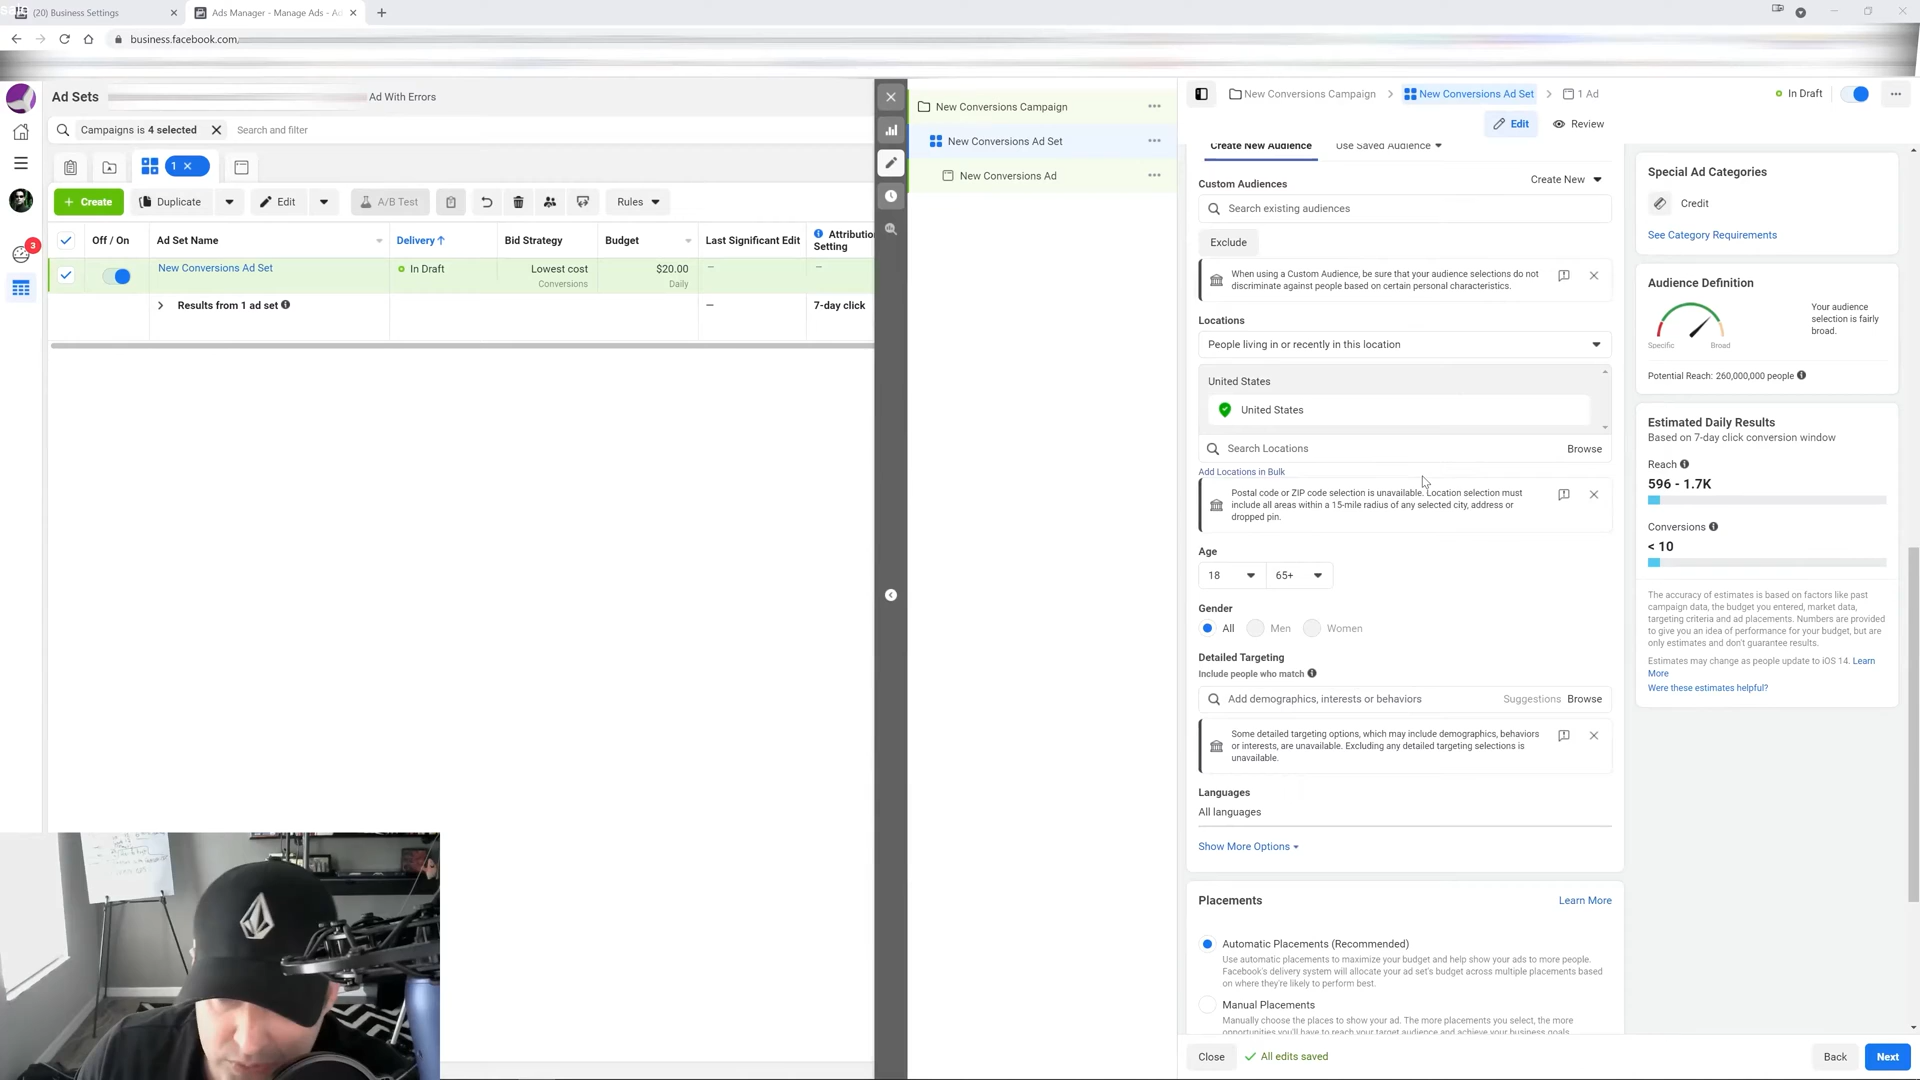 (20) Business Settings
Ads Manager - Manage Ads - A
business.facebook.com
Ad Sets
Ad With Errors
Campaigns is 4 selected
Search and filter
1
Create
Duplicate
Edit
A/B Test
Rules
Off / On
Ad Set Name
Delivery↑
Bid Strategy
Budget
Last Significant Edit
Attribution
Setting
New Conversions Ad Set
In Draft
Lowest cost
Conversions
$20.00
Daily
—
—
Results from 1 ad set
—
7-day click
3
New Conversions Campaign
New Conversions Ad Set
New Conversions Ad
New Conversions Campaign
New Conversions Ad Set
1 Ad
In Draft
Edit
Review
Create New Audience
Use Saved Audience
Custom Audiences
Create New
Search existing audiences
Exclude
When using a Custom Audience, be sure that your audience selections do not
discriminate against people based on certain personal characteristics.
Locations
People living in or recently in this location
United States
United States
Search Locations
Browse
Add Locations in Bulk
Postal code or ZIP code selection is unavailable. Location selection must
include all areas within a 15-mile radius of any selected city, address or
dropped pin.
Age
18
65+
Gender
All
Men
Women
Detailed Targeting
Include people who match
Add demographics, interests or behaviors
Suggestions
Browse
Some detailed targeting options, which may include demographics, behaviors
or interests, are unavailable. Excluding any detailed targeting selections is
unavailable.
Languages
All languages
Show More Options
Placements
Learn More
Automatic Placements (Recommended)
Use automatic placements to maximize your budget and help show your ads to more people.
Facebook's delivery system will allocate your ad set's budget across multiple placements based
on where they're likely to perform best.
Manual Placements
Manually choose the places to show your ad. The more placements you select, the more
opportunities you'll have to reach your target audience and achieve your business goals.
Close
All edits saved
Back
Next
Special Ad Categories
Credit
See Category Requirements
Audience Definition
Your audience
selection is fairly
broad.
Specific
Broad
Potential Reach: 260,000,000 people
Estimated Daily Results
Based on 7-day click conversion window
Reach
596 - 1.7K
Conversions
< 10
The accuracy of estimates is based on factors like past
campaign data, the budget you entered, market data,
targeting criteria and ad placements. Numbers are provided
to give you an idea of performance for your budget, but are
only estimates and don't guarantee results.
Estimates may change as people update to iOS 14. Learn
More
Were these estimates helpful?